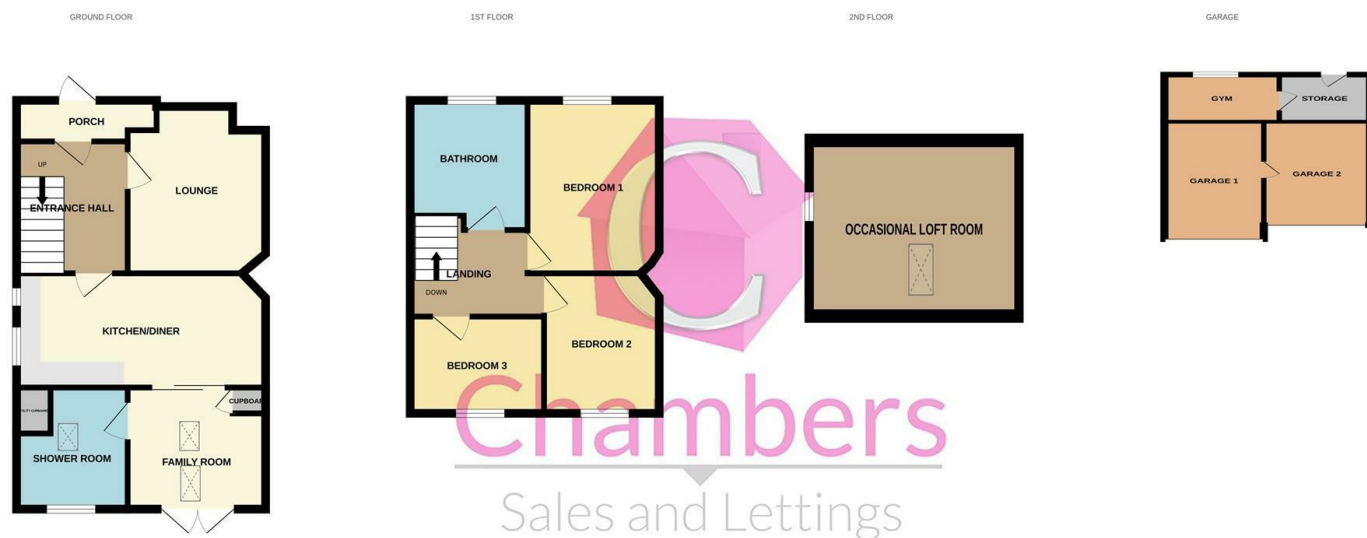 GROUND FLOOR
PORCH
UP
ENTRANCE HALL
LOUNGE
KITCHEN/DINER
UTILITY CUPBOARD
CUPBOAR
SHOWER ROOM
FAMILY ROOM
1ST FLOOR
BATHROOM
BEDROOM 1
LANDING
DOWN
BEDROOM 2
BEDROOM 3
2ND FLOOR
OCCASIONAL LOFT ROOM
GARAGE
GYM
STORAGE
GARAGE 1
GARAGE 2
C
Chambers
Sales and Lettings